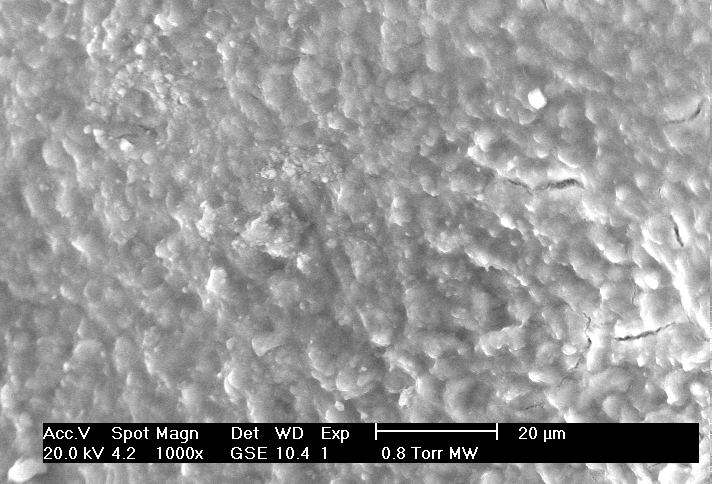 Acc.V Spot Magn Det WD Exp 20 µm
20.0 kV 4.2 1000x GSE 10.4 1 0.8 Torr MW